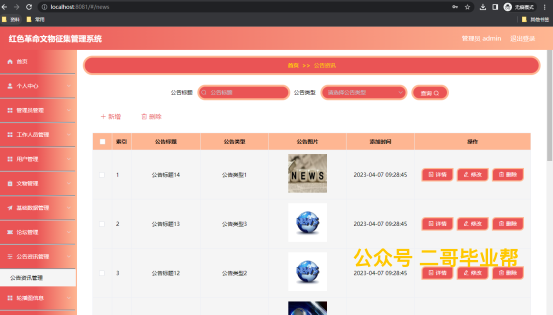 localhost:8081/#/news
无痕模式
百科
常用
所有书签
红色革命文物征集管理系统
管理员 admin
退出登录
首页
个人中心
管理员管理
工作人员管理
用户管理
文物管理
基础数据管理
论坛管理
公告资讯管理
公告资讯管理
轮播图信息
首页 >> 公告资讯
公告标题 公告标题 公告类型 请选择公告类型 查询
+ 新增 删除
索引 公告标题 公告类型 公告图片 添加时间 操作
1 公告标题14 公告类型1 NEWS 2023-04-07 09:28:45 详情 修改 删除
2 公告标题13 公告类型3 2023-04-07 09:28:45 详情 修改 删除
3 公告标题12 公告类型2 2023-04-07 09:28:45 详情 修改 删除
公众号 二哥毕业帮